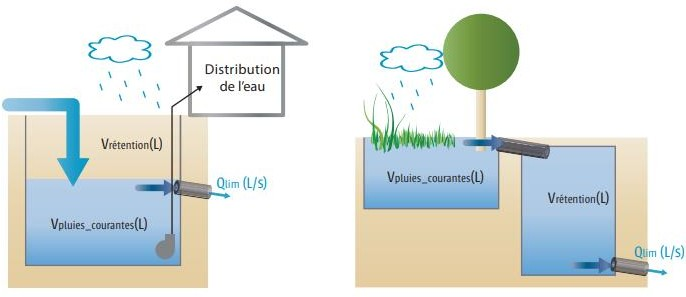 Distribution
de l'eau
Vrétention(L)
Qlim (L/s)
Vpluies_courantes(L)
Vpluies_courantes(L)
Vrétention(L)
Qlim (L/s)